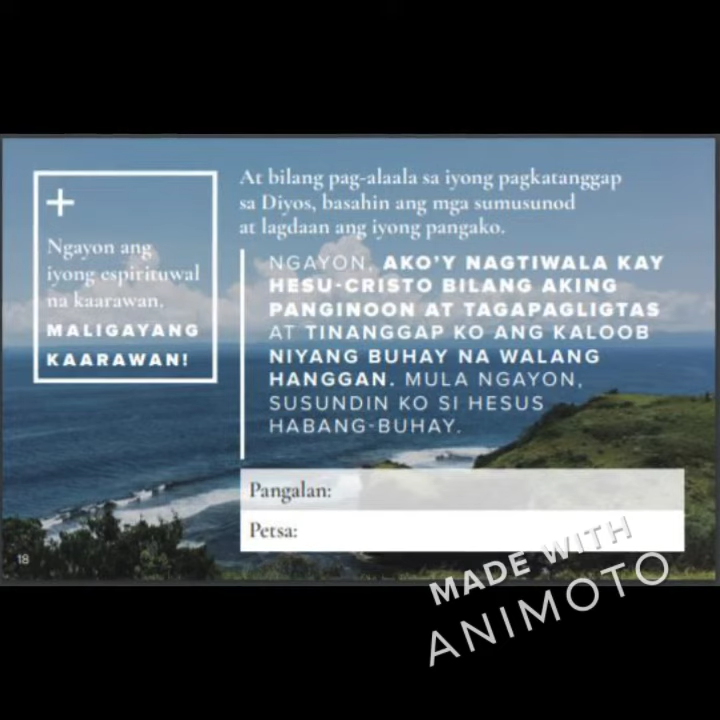 +
Ngayon ang
iyong espirituwal
na kaarawan.
MALIGAYANG
KAARAWAN!
At bilang pag-alaala sa iyong pagkatanggap
sa Diyos, basahin ang mga sumusunod
at lagdaan ang iyong pangako.
NGAYON, AKO'Y NAGTIWALA KAY
HESU-CRISTO BILANG AKING
PANGINOON AT TAGAPAGLIGTAS
AT TINANGGAP KO ANG KALOOB
NIYANG BUHAY NA WALANG
HANGGAN. MULA NGAYON,
SUSUNDIN KO SI HESUS
HABANG-BUHAY.
Pangalan:
Petsa:
18
MADE WITH
ANIMOTO